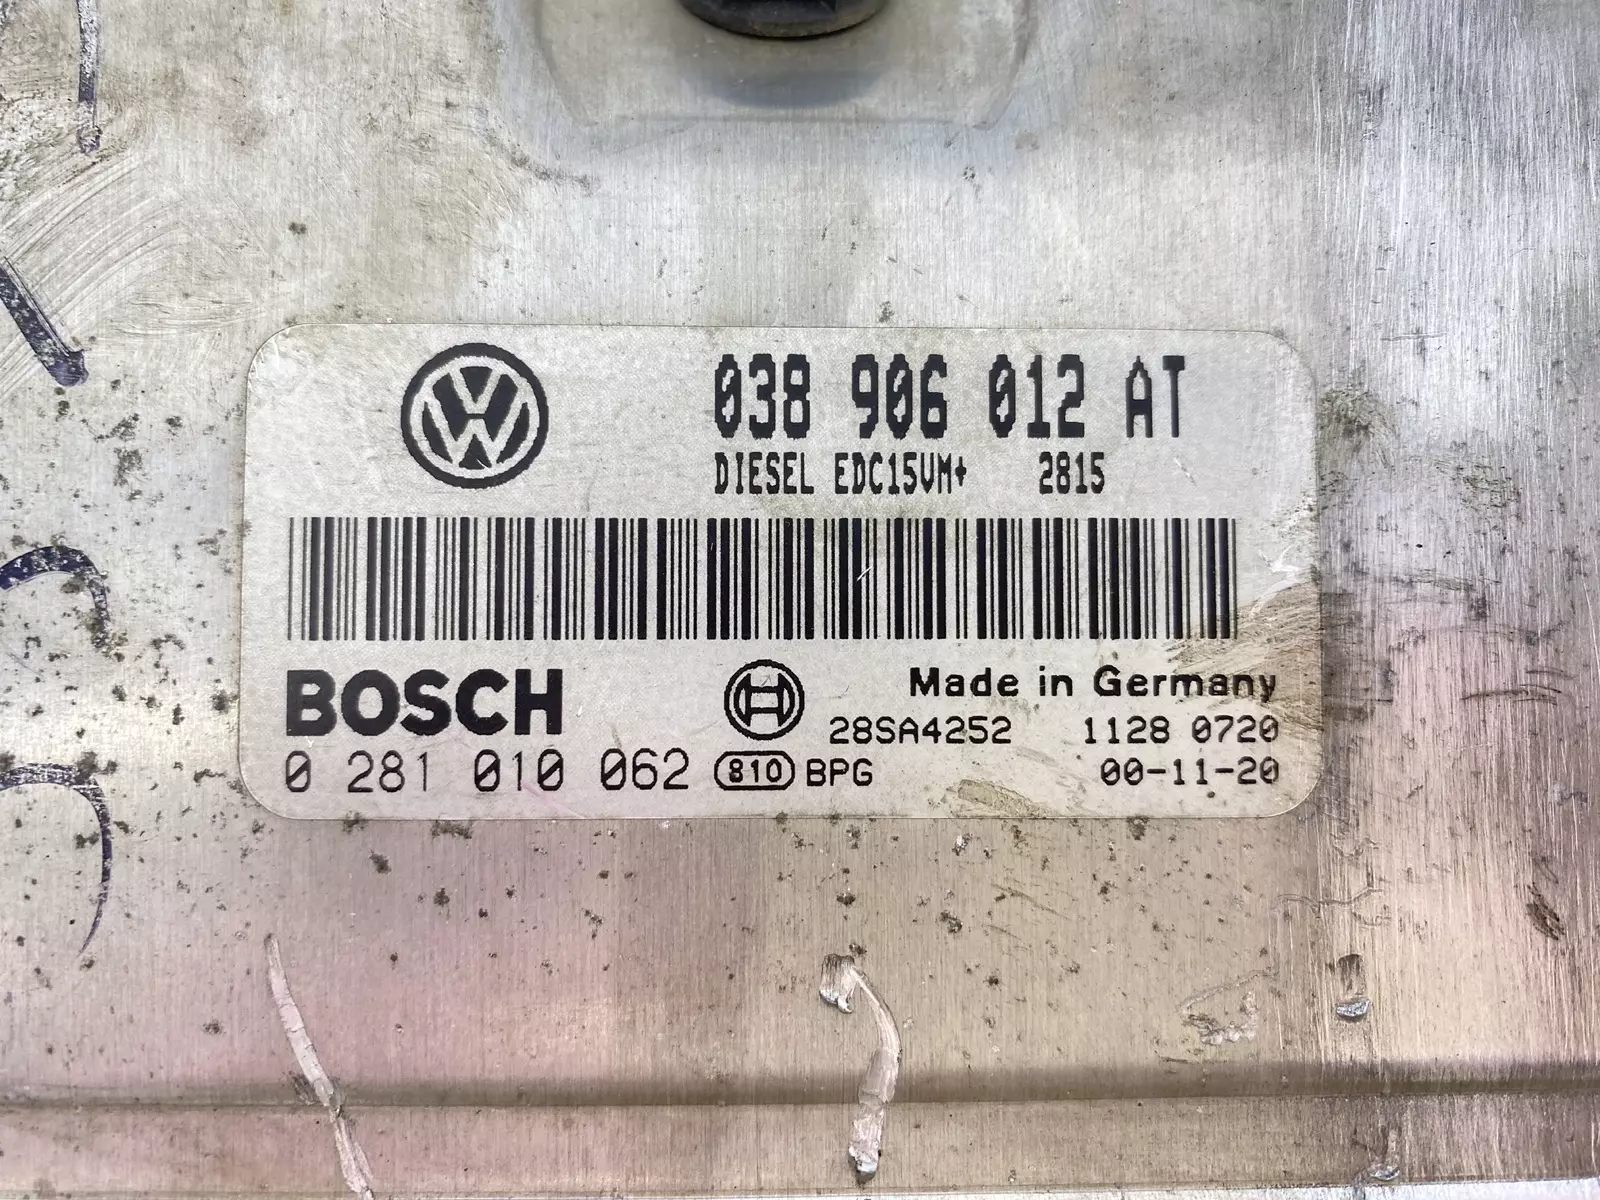 038 906 012 AT
DIESEL EDC15VM+ 2815
BOSCH
Made in Germany
28SA4252 1128 0720
0 281 010 062 810 BPG 00-11-20